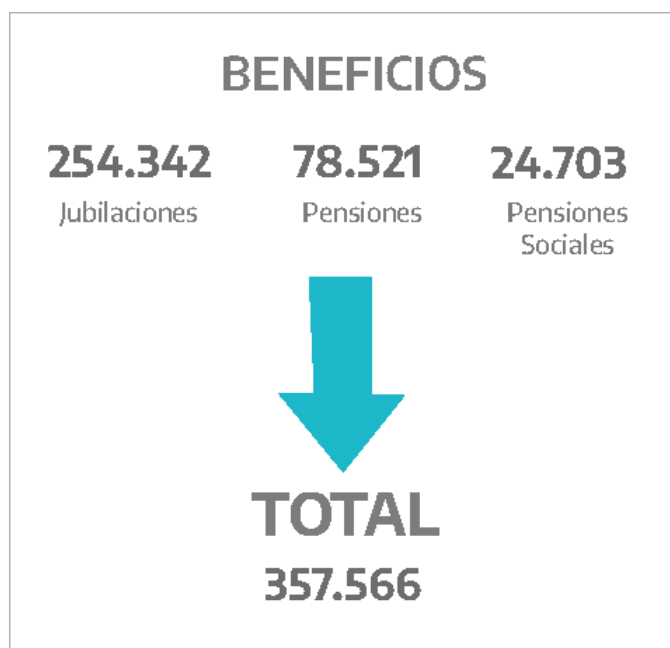 BENEFICIOS
254.342 78.521 24.703
Jubilaciones Pensiones Pensiones
Sociales
TOTAL
357.566